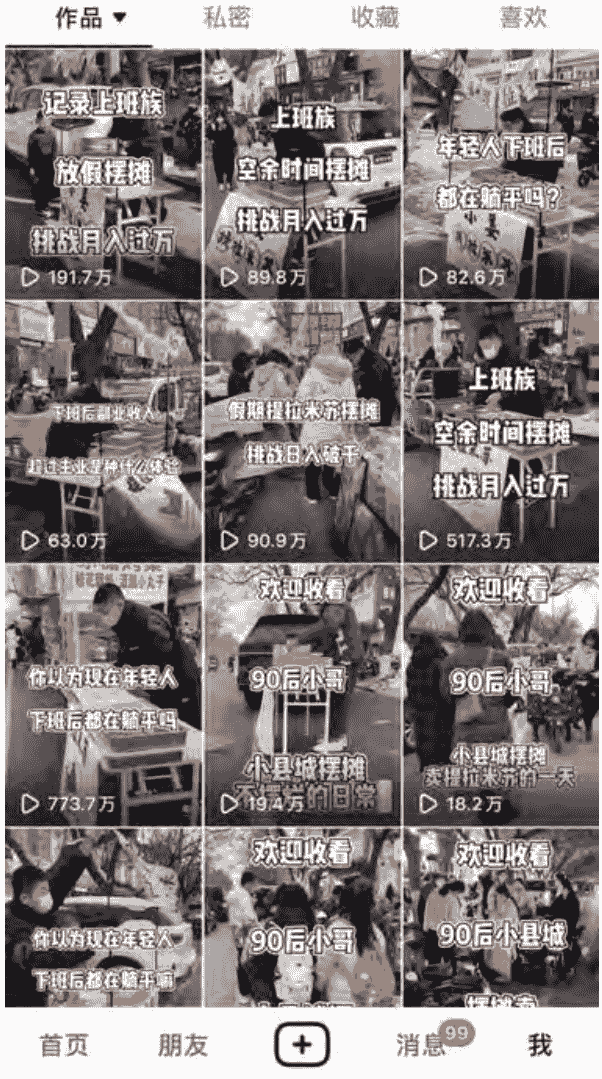 作品
私密
收藏
喜欢
记录上班族
放假摆摊
挑战月入过万
191.7万
上班族
空余时间摆摊
挑战月入过万
89.8万
年轻人下班后
都在躺平吗?
小县
82.6万
下班后副业收入
超过主业是种什么体验
63.0万
假期提拉米苏摆摊
挑战日入破千
90.9万
上班族
空余时间摆摊
挑战月入过万
517.3万
你以为现在年轻人
下班后都在躺平吗
773.7万
欢迎收看
90后小哥
小县城摆摊
不摆烂的日常
19.4万
欢迎收看
90后小哥
小县城摆摊
卖提拉米苏的一天
18.2万
你以为现在年轻人
下班后都在躺平嘛
欢迎收看
90后小哥
欢迎收看
90后小县城
摆摊卖
首页
朋友
消息
99
我